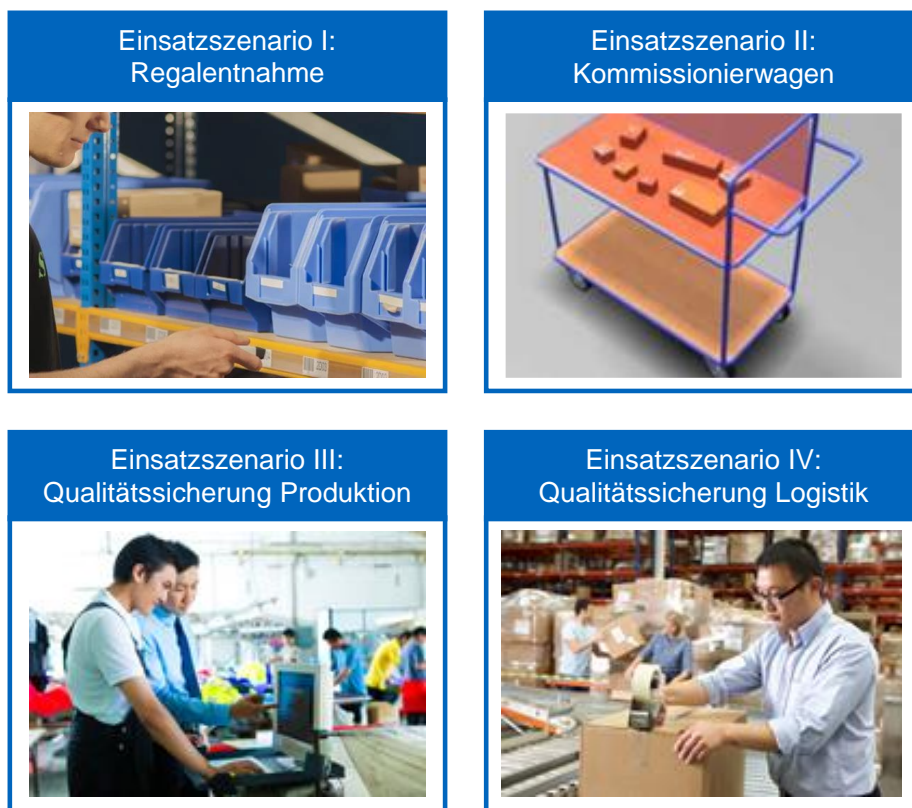 Einsatzszenario I:
Regalentnahme
Einsatzszenario II:
Kommissionierwagen
Einsatzszenario III:
Qualitätssicherung Produktion
Einsatzszenario IV:
Qualitätssicherung Logistik